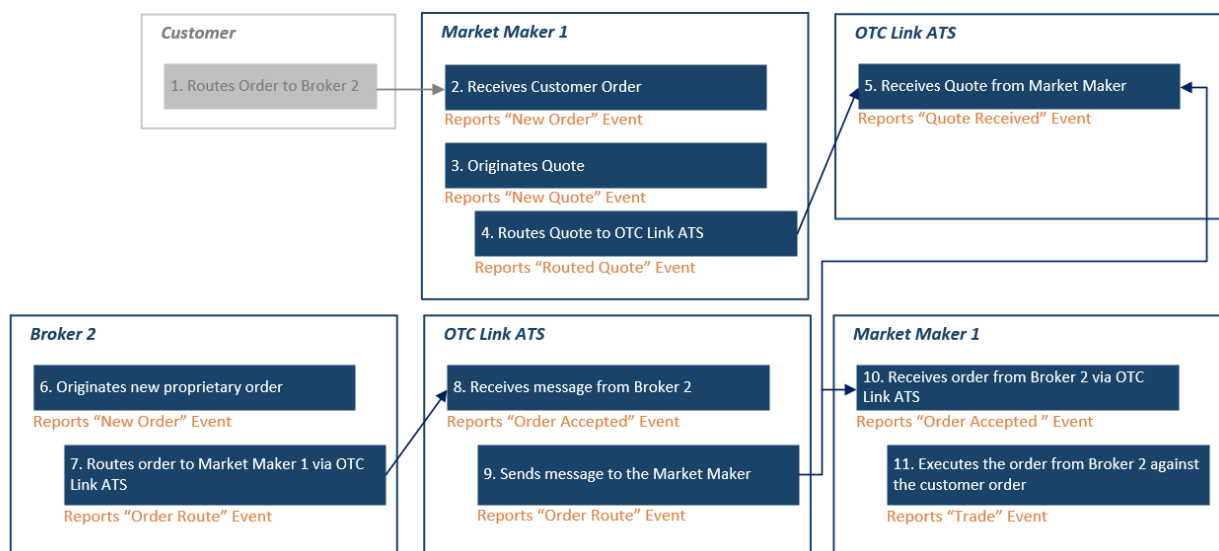 Customer
1. Routes Order to Broker 2
Market Maker 1
2. Receives Customer Order
Reports “New Order” Event
3. Originates Quote
Reports “New Quote” Event
4. Routes Quote to OTC Link ATS
Reports “Routed Quote” Event
OTC Link ATS
5. Receives Quote from Market Maker
Reports “Quote Received” Event
Broker 2
6. Originates new proprietary order
Reports “New Order” Event
7. Routes order to Market Maker 1 via OTC
Link ATS
Reports “Order Route” Event
OTC Link ATS
8. Receives message from Broker 2
Reports “Order Accepted” Event
9. Sends message to the Market Maker
Reports “Order Route” Event
Market Maker 1
10. Receives order from Broker 2 via OTC
Link ATS
Reports “Order Accepted ” Event
11. Executes the order from Broker 2 against
the customer order
Reports “Trade” Event